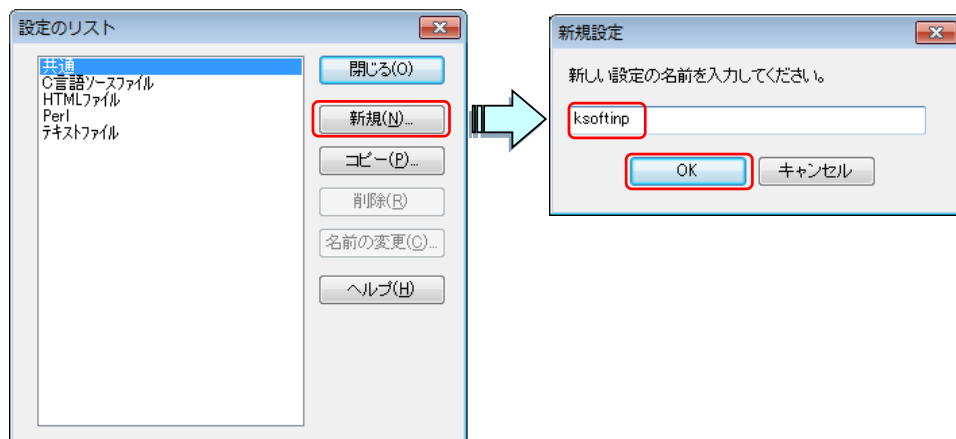 設定のリスト
共通
C言語ソースファイル
HTMLファイル
Perl
テキストファイル
閉じる(O)
新規(N)...
コピー(P)...
削除(R)
名前の変更(C)...
ヘルプ(H)
新規設定
新しい設定の名前を入力してください。
ksoftinp
OK
キャンセル